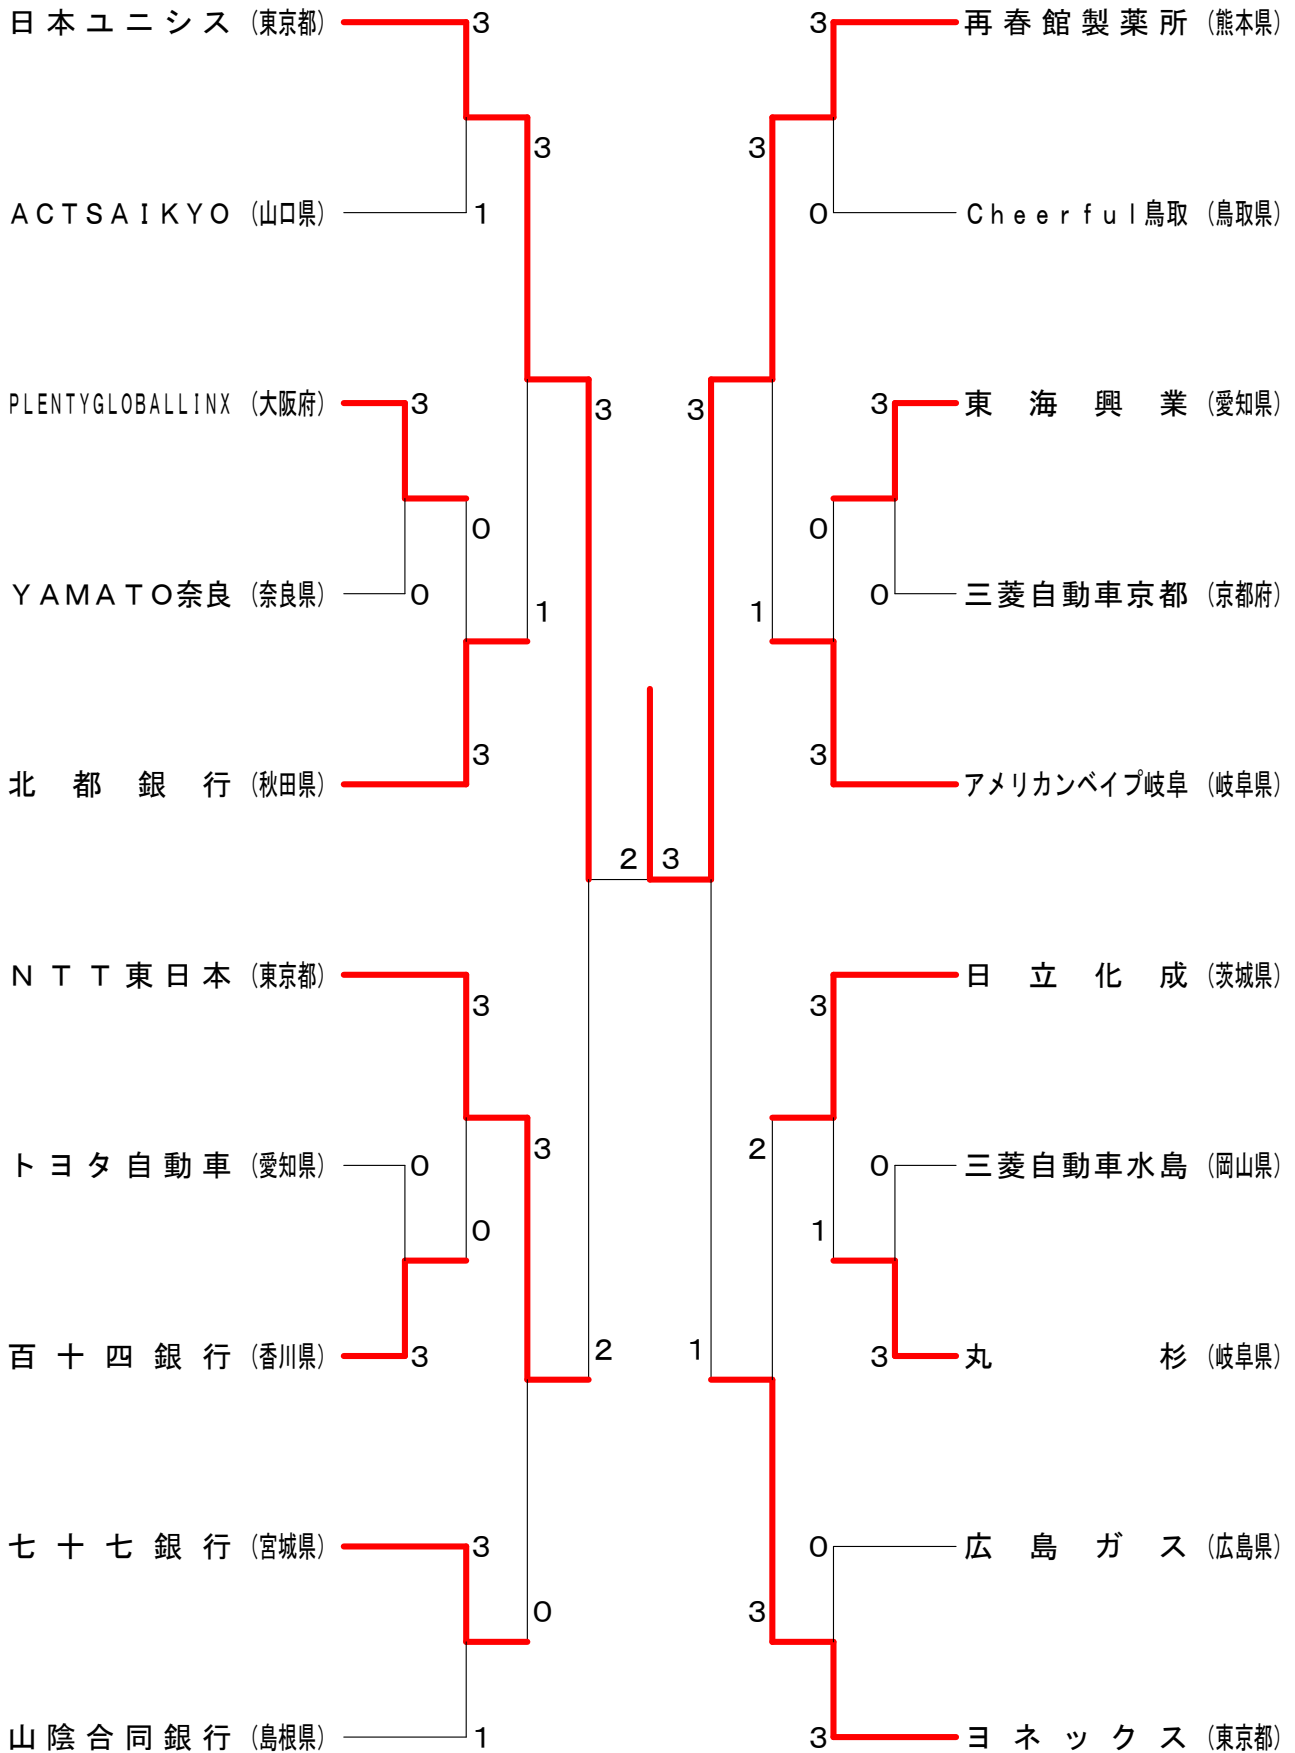 日本ユニシス (東京都) 3 3 再春館製薬所 (熊本県)
3 3
ACTSAIKYO (山口県) 1 0 Cheerful鳥取 (鳥取県)
PLENTYGLOBALLINX (大阪府) 3 3 3 3 東海興業 (愛知県)
0 0
YAMATO奈良 (奈良県) 0 1 1 0 三菱自動車京都 (京都府)
3 3
北都銀行 (秋田県) アメリカンベイプ岐阜 (岐阜県)
2 3
NTT東日本 (東京都) 日立化成 (茨城県)
3 3
トヨタ自動車 (愛知県) 0 3 2 0 三菱自動車水島 (岡山県)
0 1
百十四銀行 (香川県) 3 2 1 3 丸杉 (岐阜県)
七十七銀行 (宮城県) 3 0 広島ガス (広島県)
0 3
山陰合同銀行 (島根県) 1 3 ヨネックス (東京都)